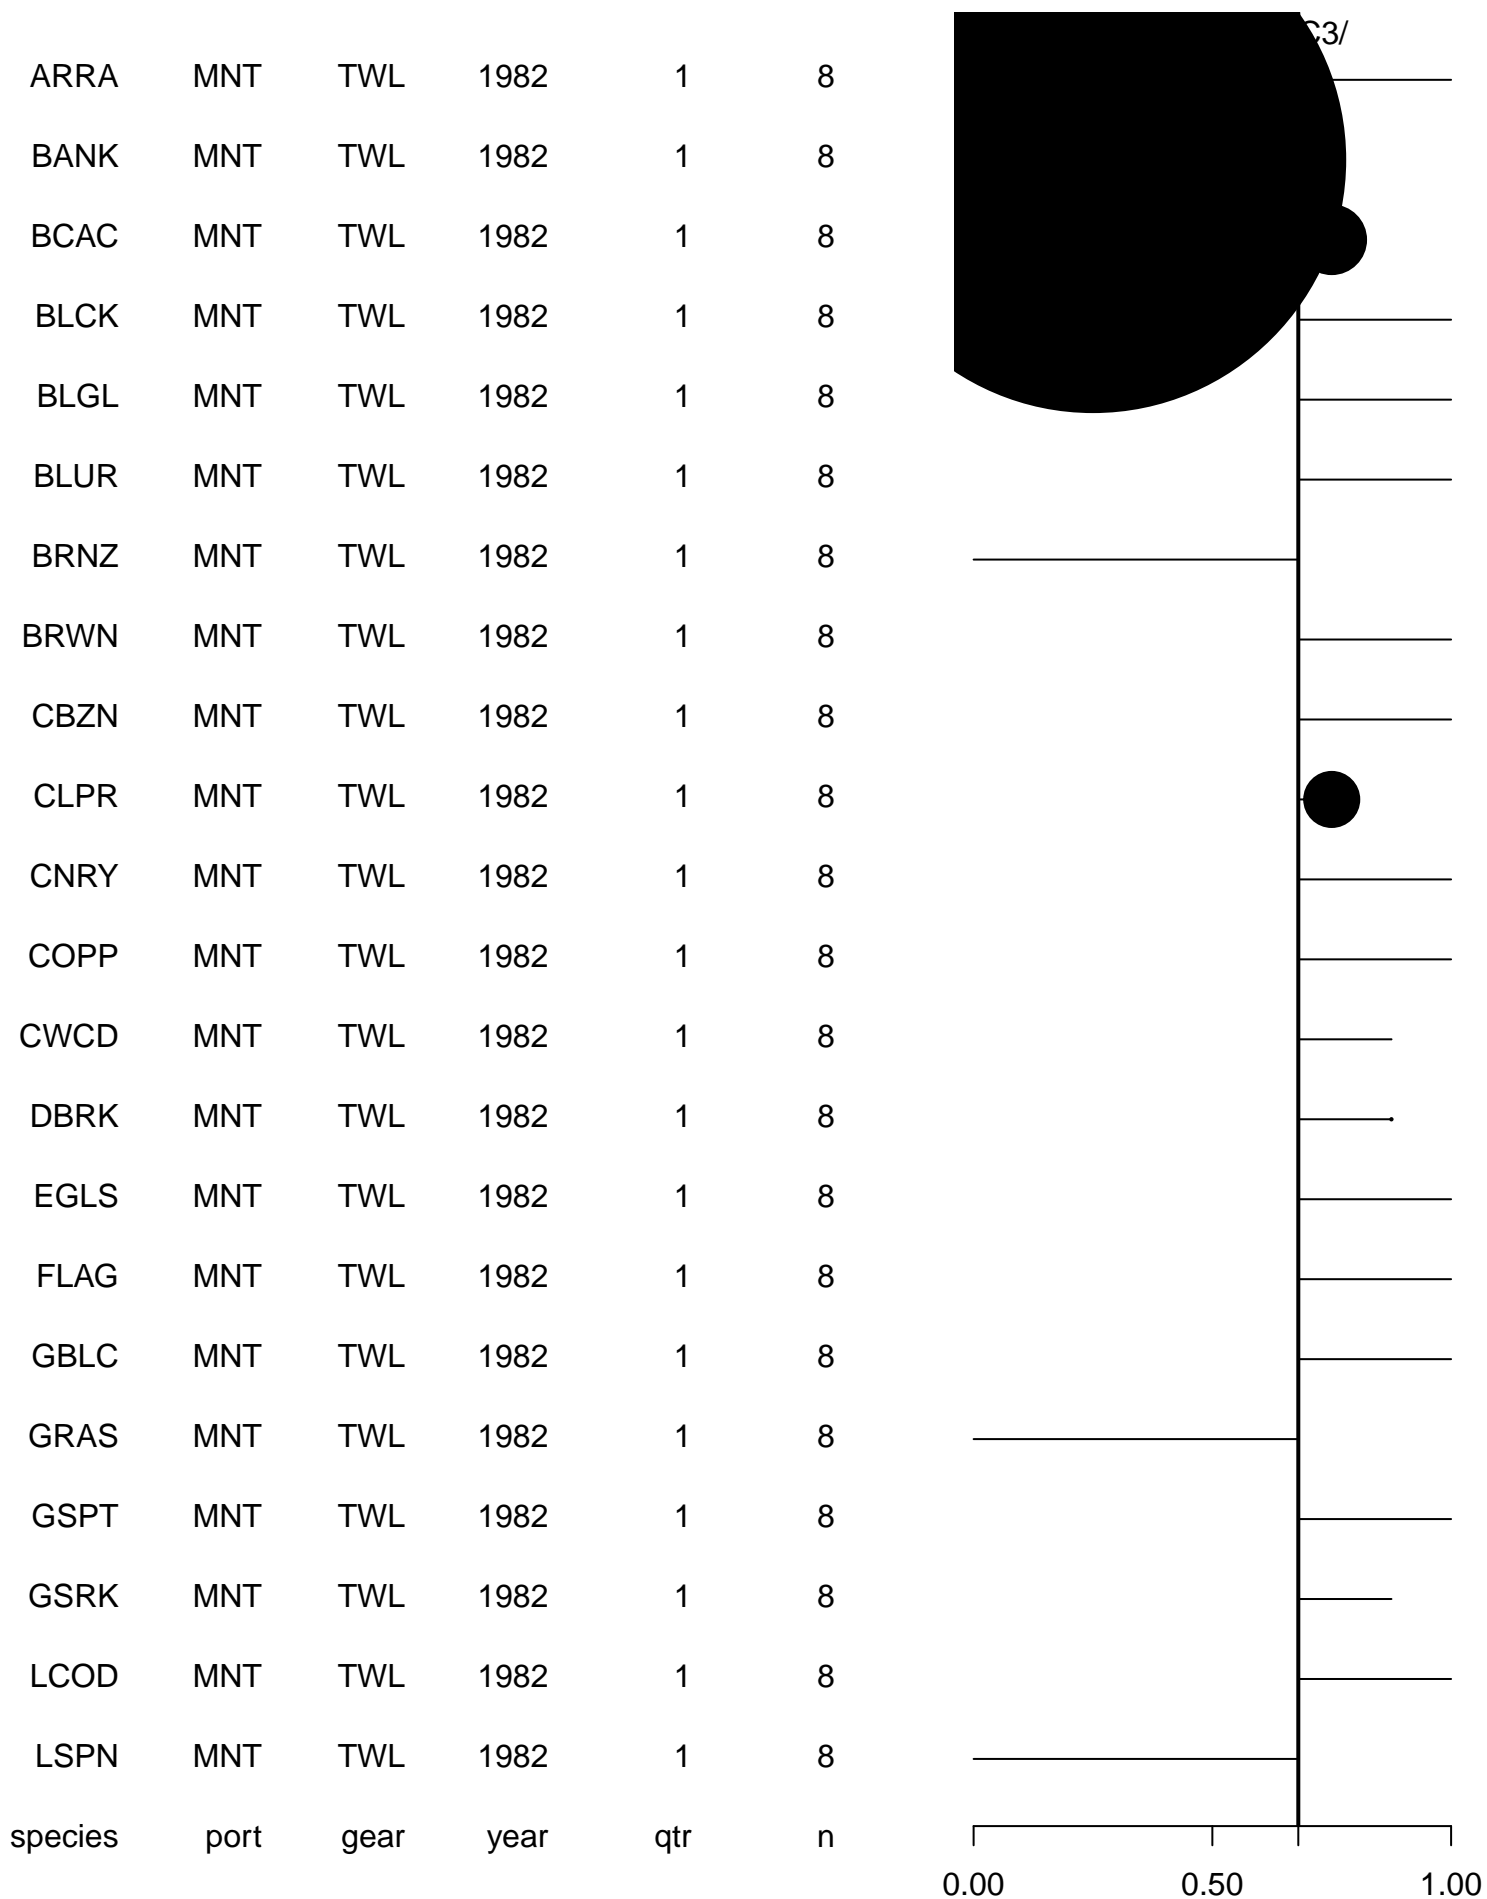 C3/
ARRA MNT TWL 1982 1 8
BANK MNT TWL 1982 1 8
BCAC MNT TWL 1982 1 8
BLCK MNT TWL 1982 1 8
BLGL MNT TWL 1982 1 8
BLUR MNT TWL 1982 1 8
BRNZ MNT TWL 1982 1 8
BRWN MNT TWL 1982 1 8
CBZN MNT TWL 1982 1 8
CLPR MNT TWL 1982 1 8
CNRY MNT TWL 1982 1 8
COPP MNT TWL 1982 1 8
CWCD MNT TWL 1982 1 8
DBRK MNT TWL 1982 1 8
EGLS MNT TWL 1982 1 8
FLAG MNT TWL 1982 1 8
GBLC MNT TWL 1982 1 8
GRAS MNT TWL 1982 1 8
GSPT MNT TWL 1982 1 8
GSRK MNT TWL 1982 1 8
LCOD MNT TWL 1982 1 8
LSPN MNT TWL 1982 1 8
species port gear year qtr n
0.00 0.50 1.00